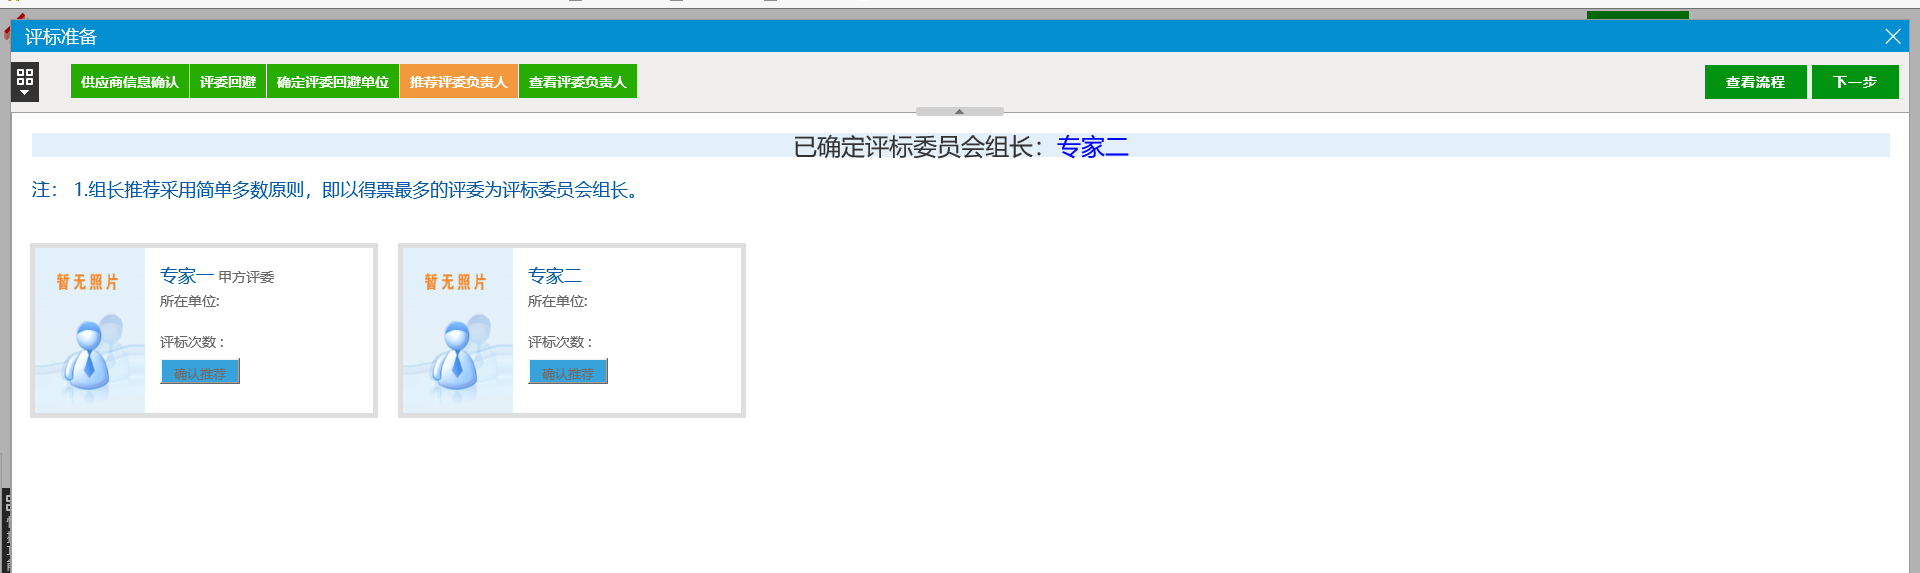 评标准备
供应商信息确认 评委回避 确定评委回避单位 推荐评委负责人 查看评委负责人 查看流程 下一步
已确定评标委员会组长：专家二
注： 1.组长推荐采用简单多数原则，即以得票最多的评委为评标委员会组长。
暂无照片
专家一 甲方评委
所在单位:
评标次数：
确认推荐
暂无照片
专家二
所在单位:
评标次数：
确认推荐